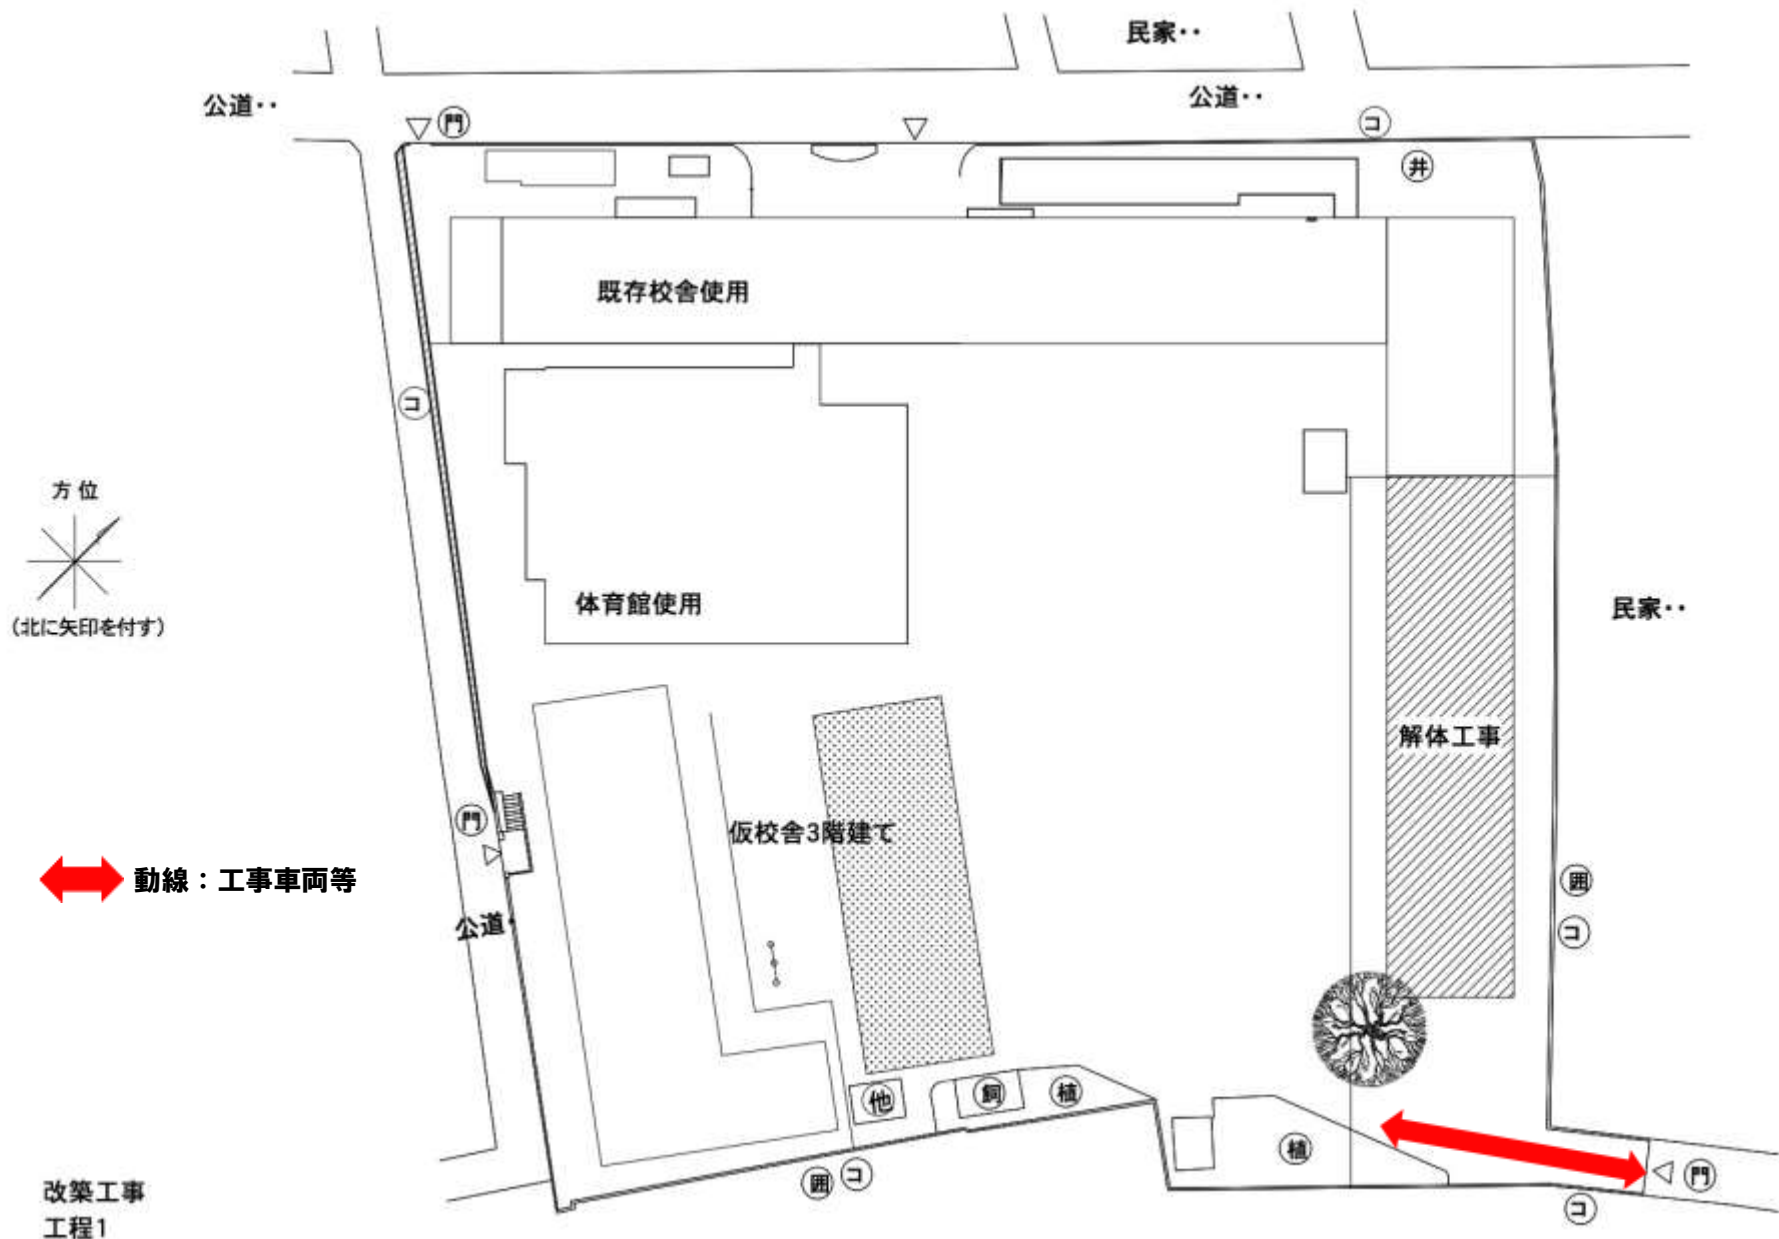 民家・・
公道・・
公道・・
門
コ
井
既存校舎使用
コ
方 位
(北に矢印を付す)
体育館使用
民家・・
解体工事
門
仮校舎3階建て
動線：工事車両等
囲
公道・
コ
他
飼
植
植
囲
コ
門
コ
改築工事
工程1